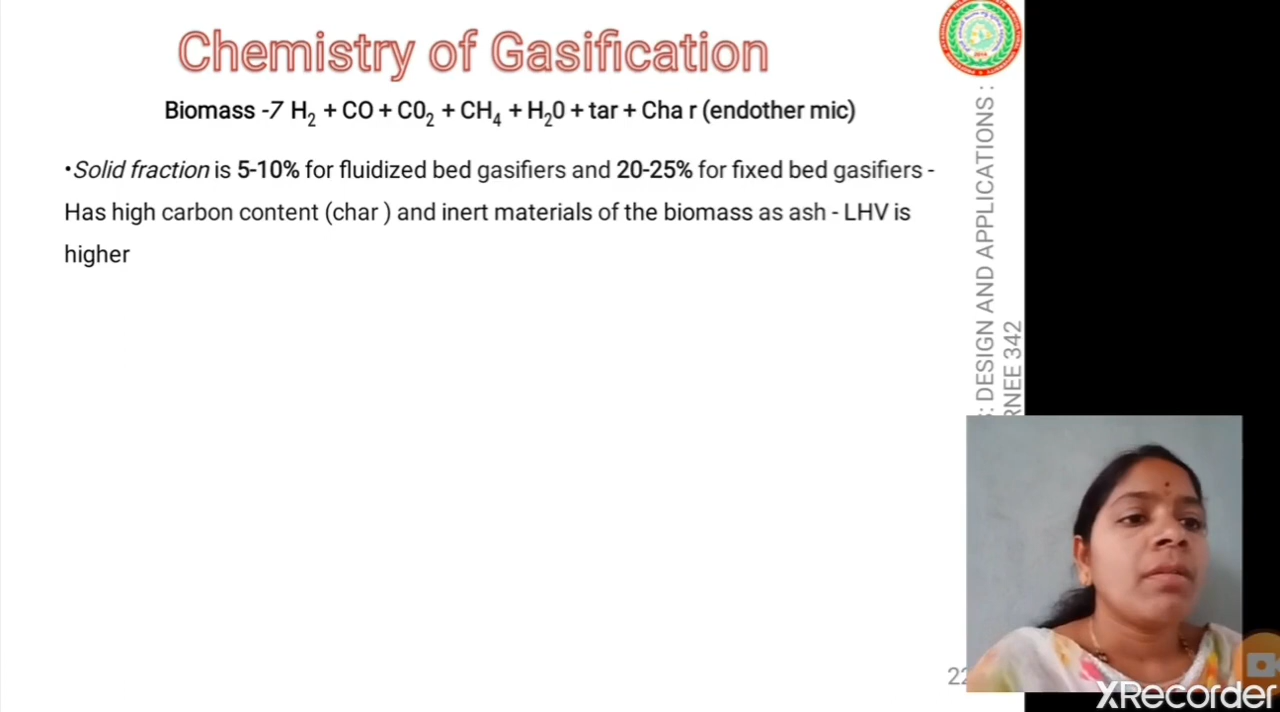 Chemistry of Gasification
Biomass -7 H₂ + CO + C0₂ + CH₄ + H₂0 + tar + Cha r (endother mic)
•Solid fraction is 5-10% for fluidized bed gasifiers and 20-25% for fixed bed gasifiers -
Has high carbon content (char ) and inert materials of the biomass as ash - LHV is
higher
: DESIGN AND APPLICATIONS :
RNEE 342
22
XRecorder